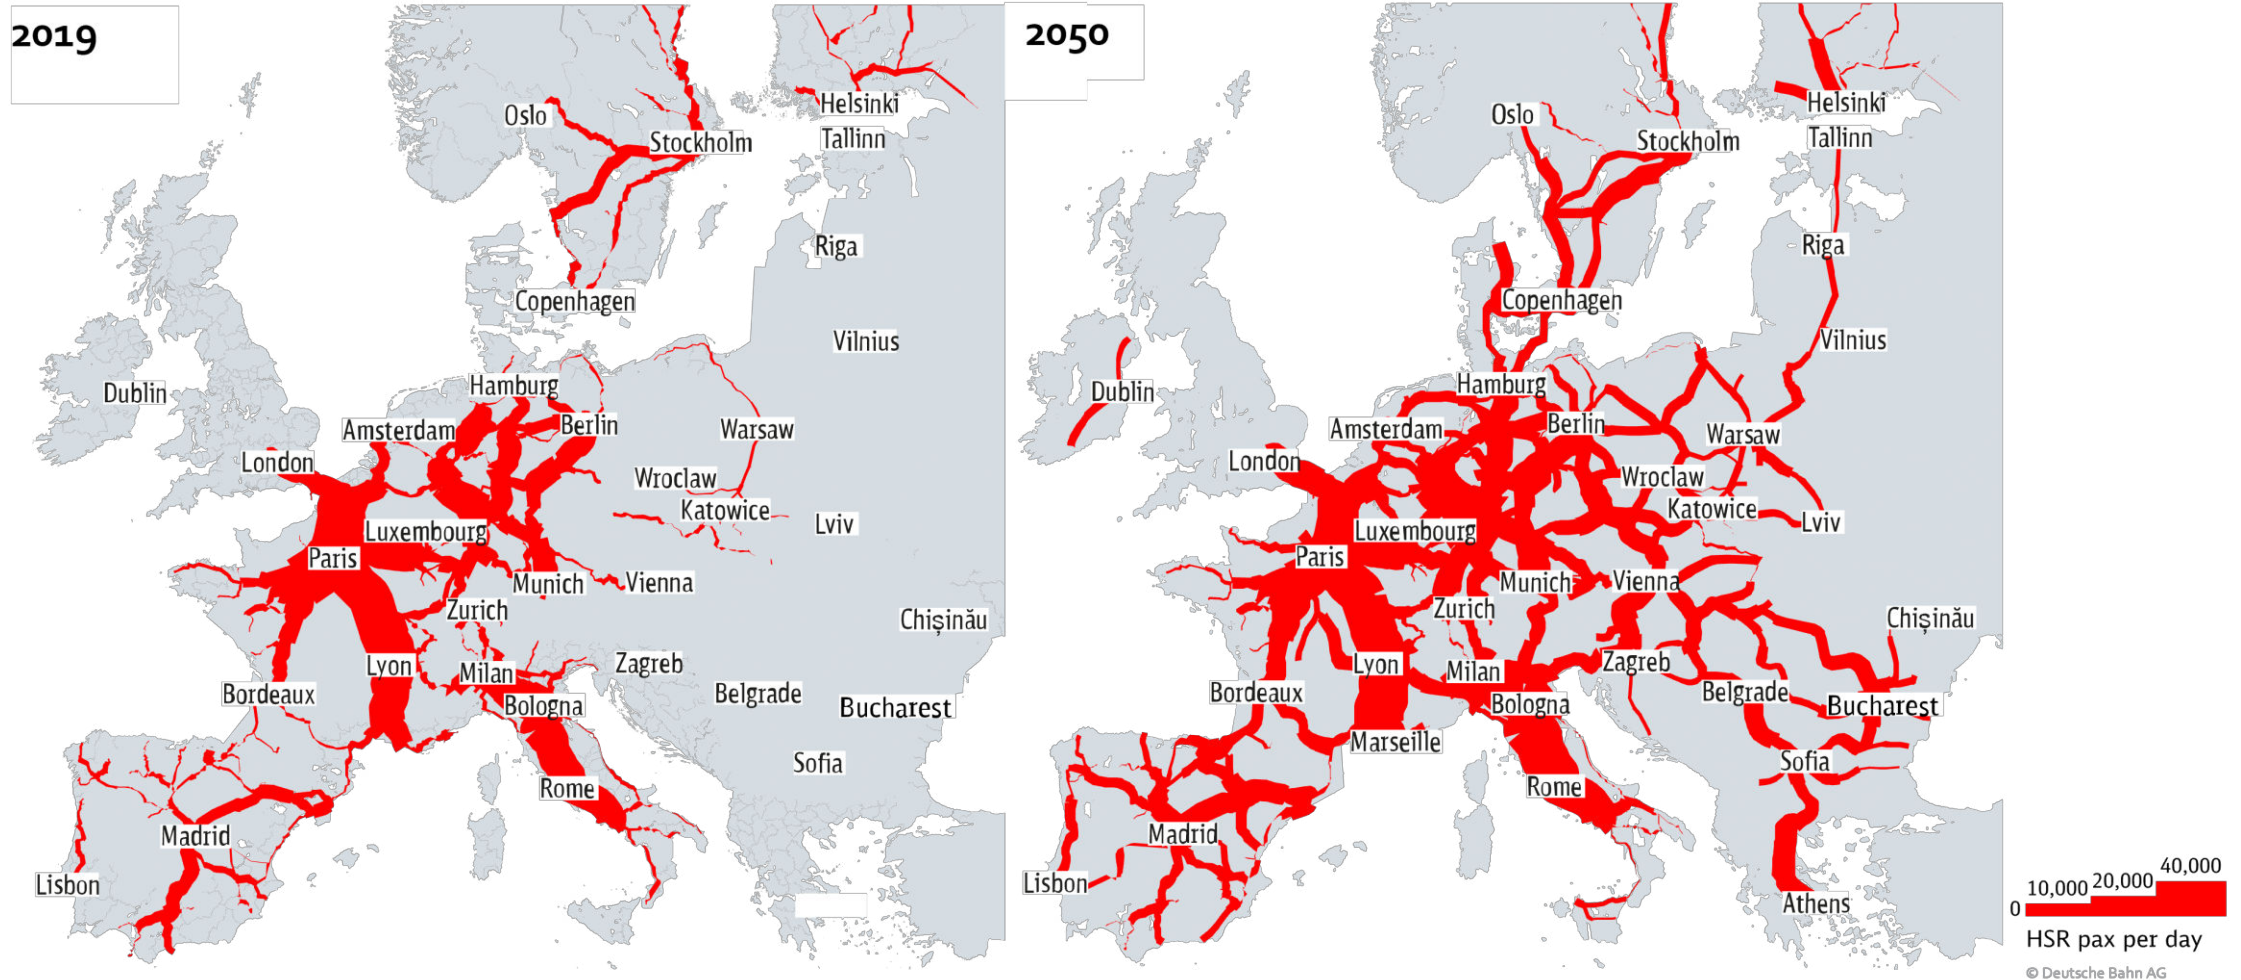 2019
Oslo
Stockholm
Helsinki
Tallinn
Riga
Copenhagen
Vilnius
Dublin
Hamburg
Amsterdam
Berlin
Warsaw
London
Wroclaw
Katowice
Lviv
Luxembourg
Paris
Munich
Vienna
Zurich
Chișinău
Lyon
Milan
Zagreb
Bordeaux
Bologna
Belgrade
Bucharest
Sofia
Rome
Madrid
Lisbon
2050
Oslo
Stockholm
Helsinki
Tallinn
Riga
Copenhagen
Vilnius
Dublin
Hamburg
Amsterdam
Berlin
Warsaw
London
Wroclaw
Katowice
Lviv
Luxembourg
Paris
Munich
Vienna
Zurich
Chișinău
Lyon
Milan
Zagreb
Bordeaux
Bologna
Belgrade
Bucharest
Marseille
Sofia
Rome
Madrid
Lisbon
Athens
0 10,000 20,000 40,000
HSR pax per day
© Deutsche Bahn AG